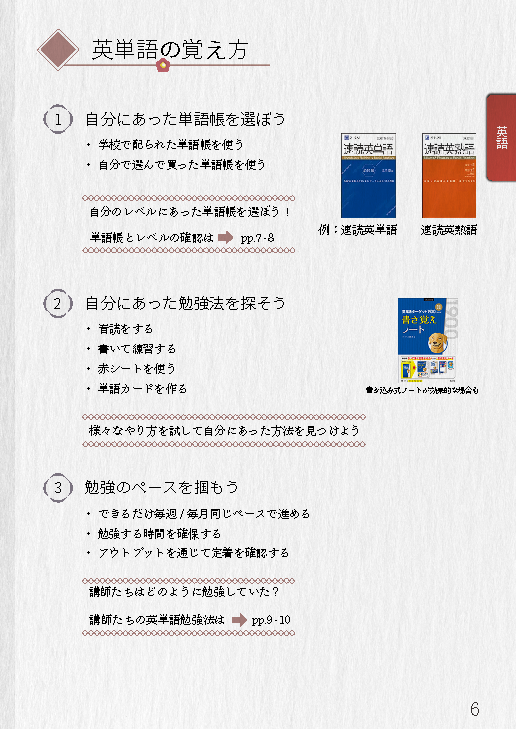 英単語の覚え方
英語
1 自分にあった単語帳を選ぼう
・ 学校で配られた単語帳を使う
・ 自分で選んで買った単語帳を使う
自分のレベルにあった単語帳を選ぼう！
単語帳とレベルの確認は pp.7-8
速読英単語
速読英熟語
例：速読英単語 速読英熟語
2 自分にあった勉強法を探そう
・ 音読をする
・ 書いて練習する
・ 赤シートを使う
・ 単語カードを作る
書き覚え
ノート
1900
書き込み式ノートが効果的な場合も
様々なやり方を試して自分にあった方法を見つけよう
3 勉強のペースを掴もう
・ できるだけ毎週 / 毎月同じペースで進める
・ 勉強する時間を確保する
・ アウトプットを通じて定着を確認する
講師たちはどのように勉強していた？
講師たちの英単語勉強法は pp.9-10
6